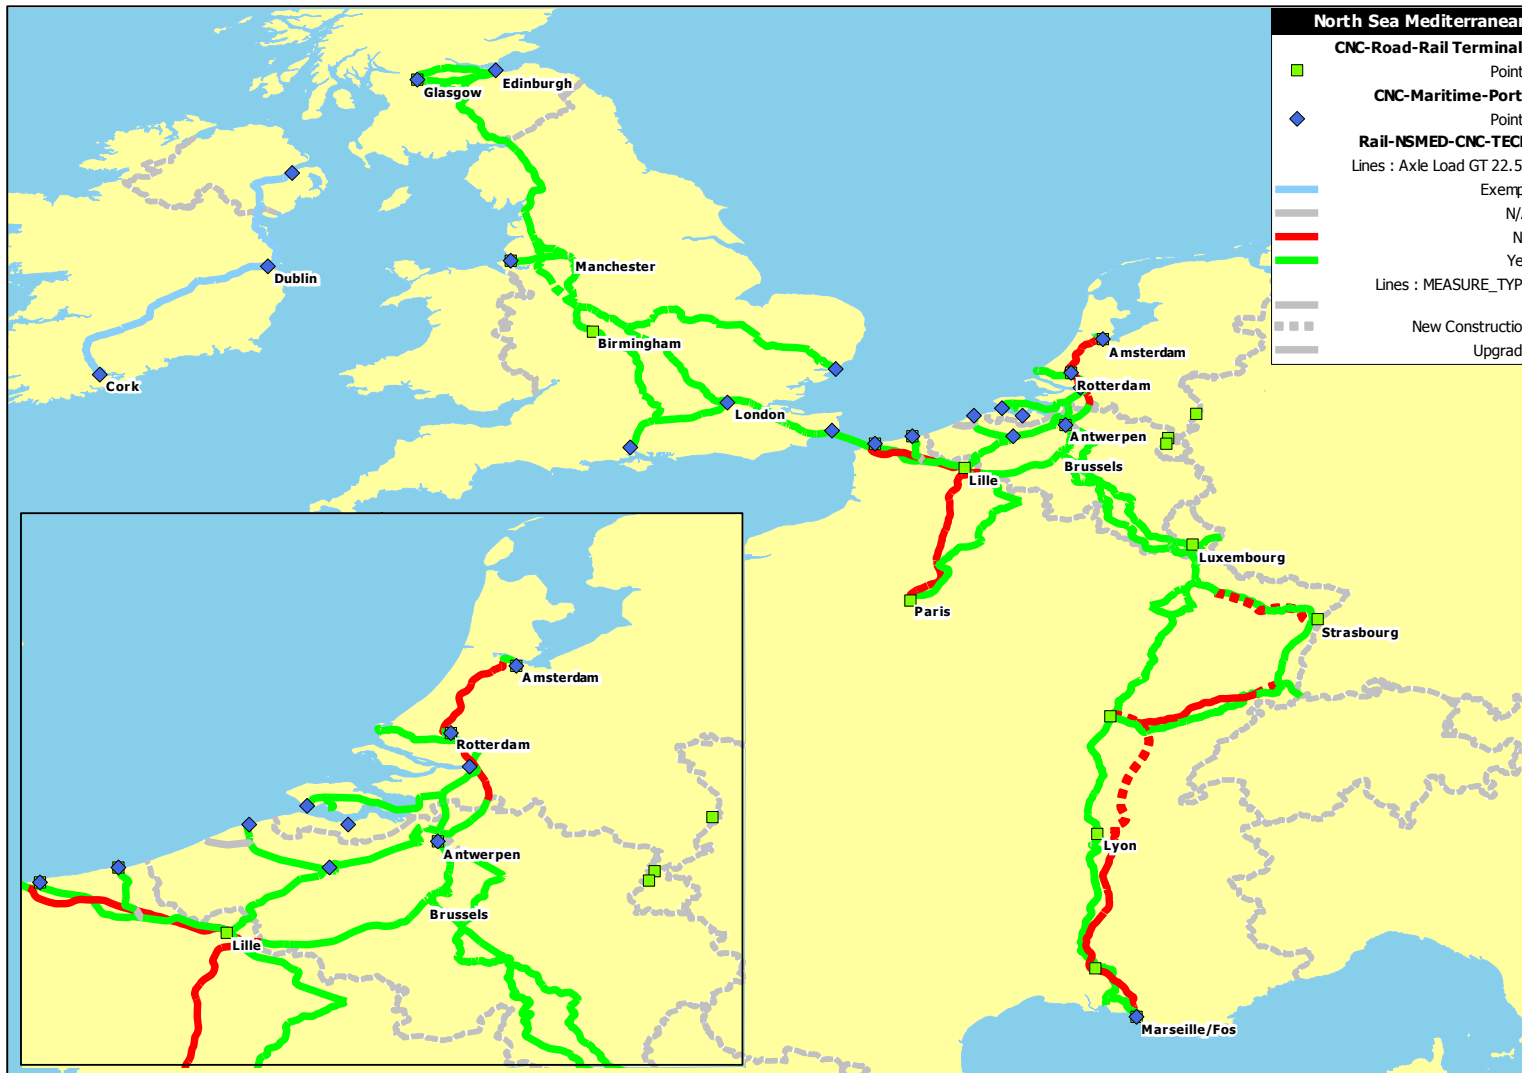 North Sea Mediterranean
CNC-Road-Rail Terminal
Point
CNC-Maritime-Port
Point
Rail-NSMED-CNC-TEC
Lines : Axle Load GT 22.5
Exemp
N/
N
Ye
Lines : MEASURE_TYP
New Constructio
Upgrad
Edinburgh
Glasgow
Dublin
Manchester
Birmingham
Cork
London
Amsterdam
Rotterdam
Antwerpen
Brussels
Lille
Luxembourg
Paris
Strasbourg
Lyon
Marseille/Fos
Amsterdam
Rotterdam
Antwerpen
Brussels
Lille